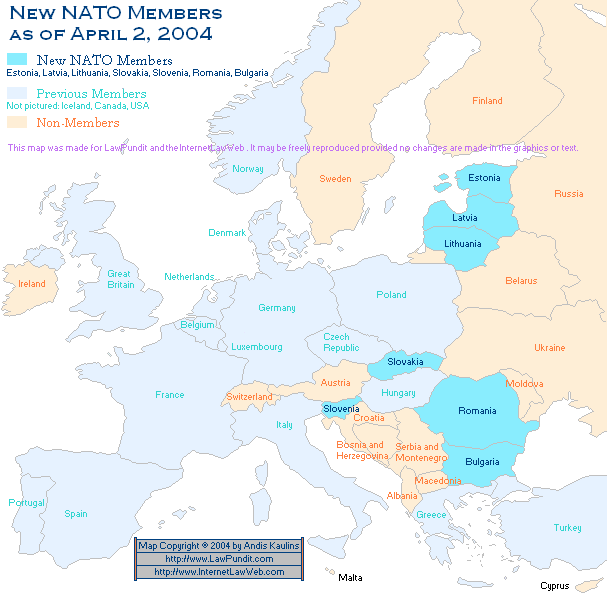 New NATO Members
as of April 2, 2004
New NATO Members
Estonia, Latvia, Lithuania, Slovakia, Slovenia, Romania, Bulgaria
Previous Members
Not pictured: Iceland, Canada, USA
Non-Members
This map was made for LawPundit and the InternetLawWeb . It may be freely reproduced provided no changes are made in the graphics or text.
Finland
Norway
Sweden
Estonia
Russia
Latvia
Denmark
Lithuania
Netherlands
Ireland
Great
Britain
Germany
Poland
Belarus
Belgium
Czech
Republic
Luxembourg
Ukraine
Slovakia
Austria
Moldova
France
Switzerland
Hungary
Slovenia
Romania
Croatia
Italy
Bosnia and
Herzegovina
Serbia and
Montenegro
Bulgaria
Macedonia
Albania
Portugal
Spain
Greece
Turkey
Map Copyright © 2004 by Andis Kaulins
http://www.LawPundit.com
http://www.InternetLawWeb.com
Malta
Cyprus